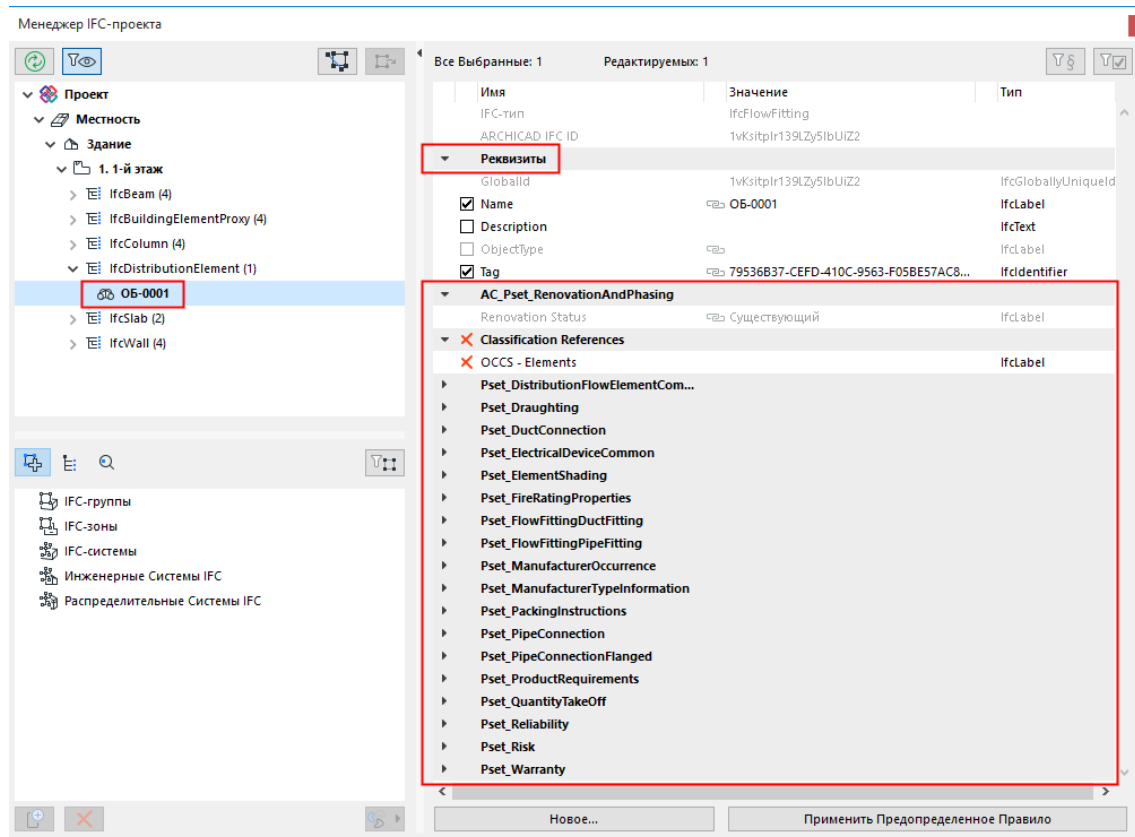 Менеджер IFC-проекта
Все Выбранные: 1 Редактируемых: 1
Проект
Местность
Здание
1. 1-й этаж
IfcBeam (4)
IfcBuildingElementProxy (4)
IfcColumn (4)
IfcDistributionElement (1)
ОБ-0001
IfcSlab (2)
IfcWall (4)
IFC-группы
IFC-зоны
IFC-системы
Инженерные Системы IFC
Распределительные Системы IFC
Имя Значение Тип
IFC-тип IfcFlowFitting
ARCHICAD IFC ID 1vKsitpIr139LZy5IbUiZ2
Реквизиты
GlobalId 1vKsitpIr139LZy5IbUiZ2 IfcGloballyUniqueId
Name ОБ-0001 IfcLabel
Description IfcText
ObjectType IfcLabel
Tag 79536B37-CEFD-410C-9563-F05BE57AC8... IfcIdentifier
AC_Pset_RenovationAndPhasing
Renovation Status Существующий IfcLabel
Classification References
OCCS - Elements IfcLabel
Pset_DistributionFlowElementCom...
Pset_Draughting
Pset_DuctConnection
Pset_ElectricalDeviceCommon
Pset_ElementShading
Pset_FireRatingProperties
Pset_FlowFittingDuctFitting
Pset_FlowFittingPipeFitting
Pset_ManufacturerOccurrence
Pset_ManufacturerTypeInformation
Pset_PackingInstructions
Pset_PipeConnection
Pset_PipeConnectionFlanged
Pset_ProductRequirements
Pset_QuantityTakeOff
Pset_Reliability
Pset_Risk
Pset_Warranty
Новое... Применить Предопределенное Правило